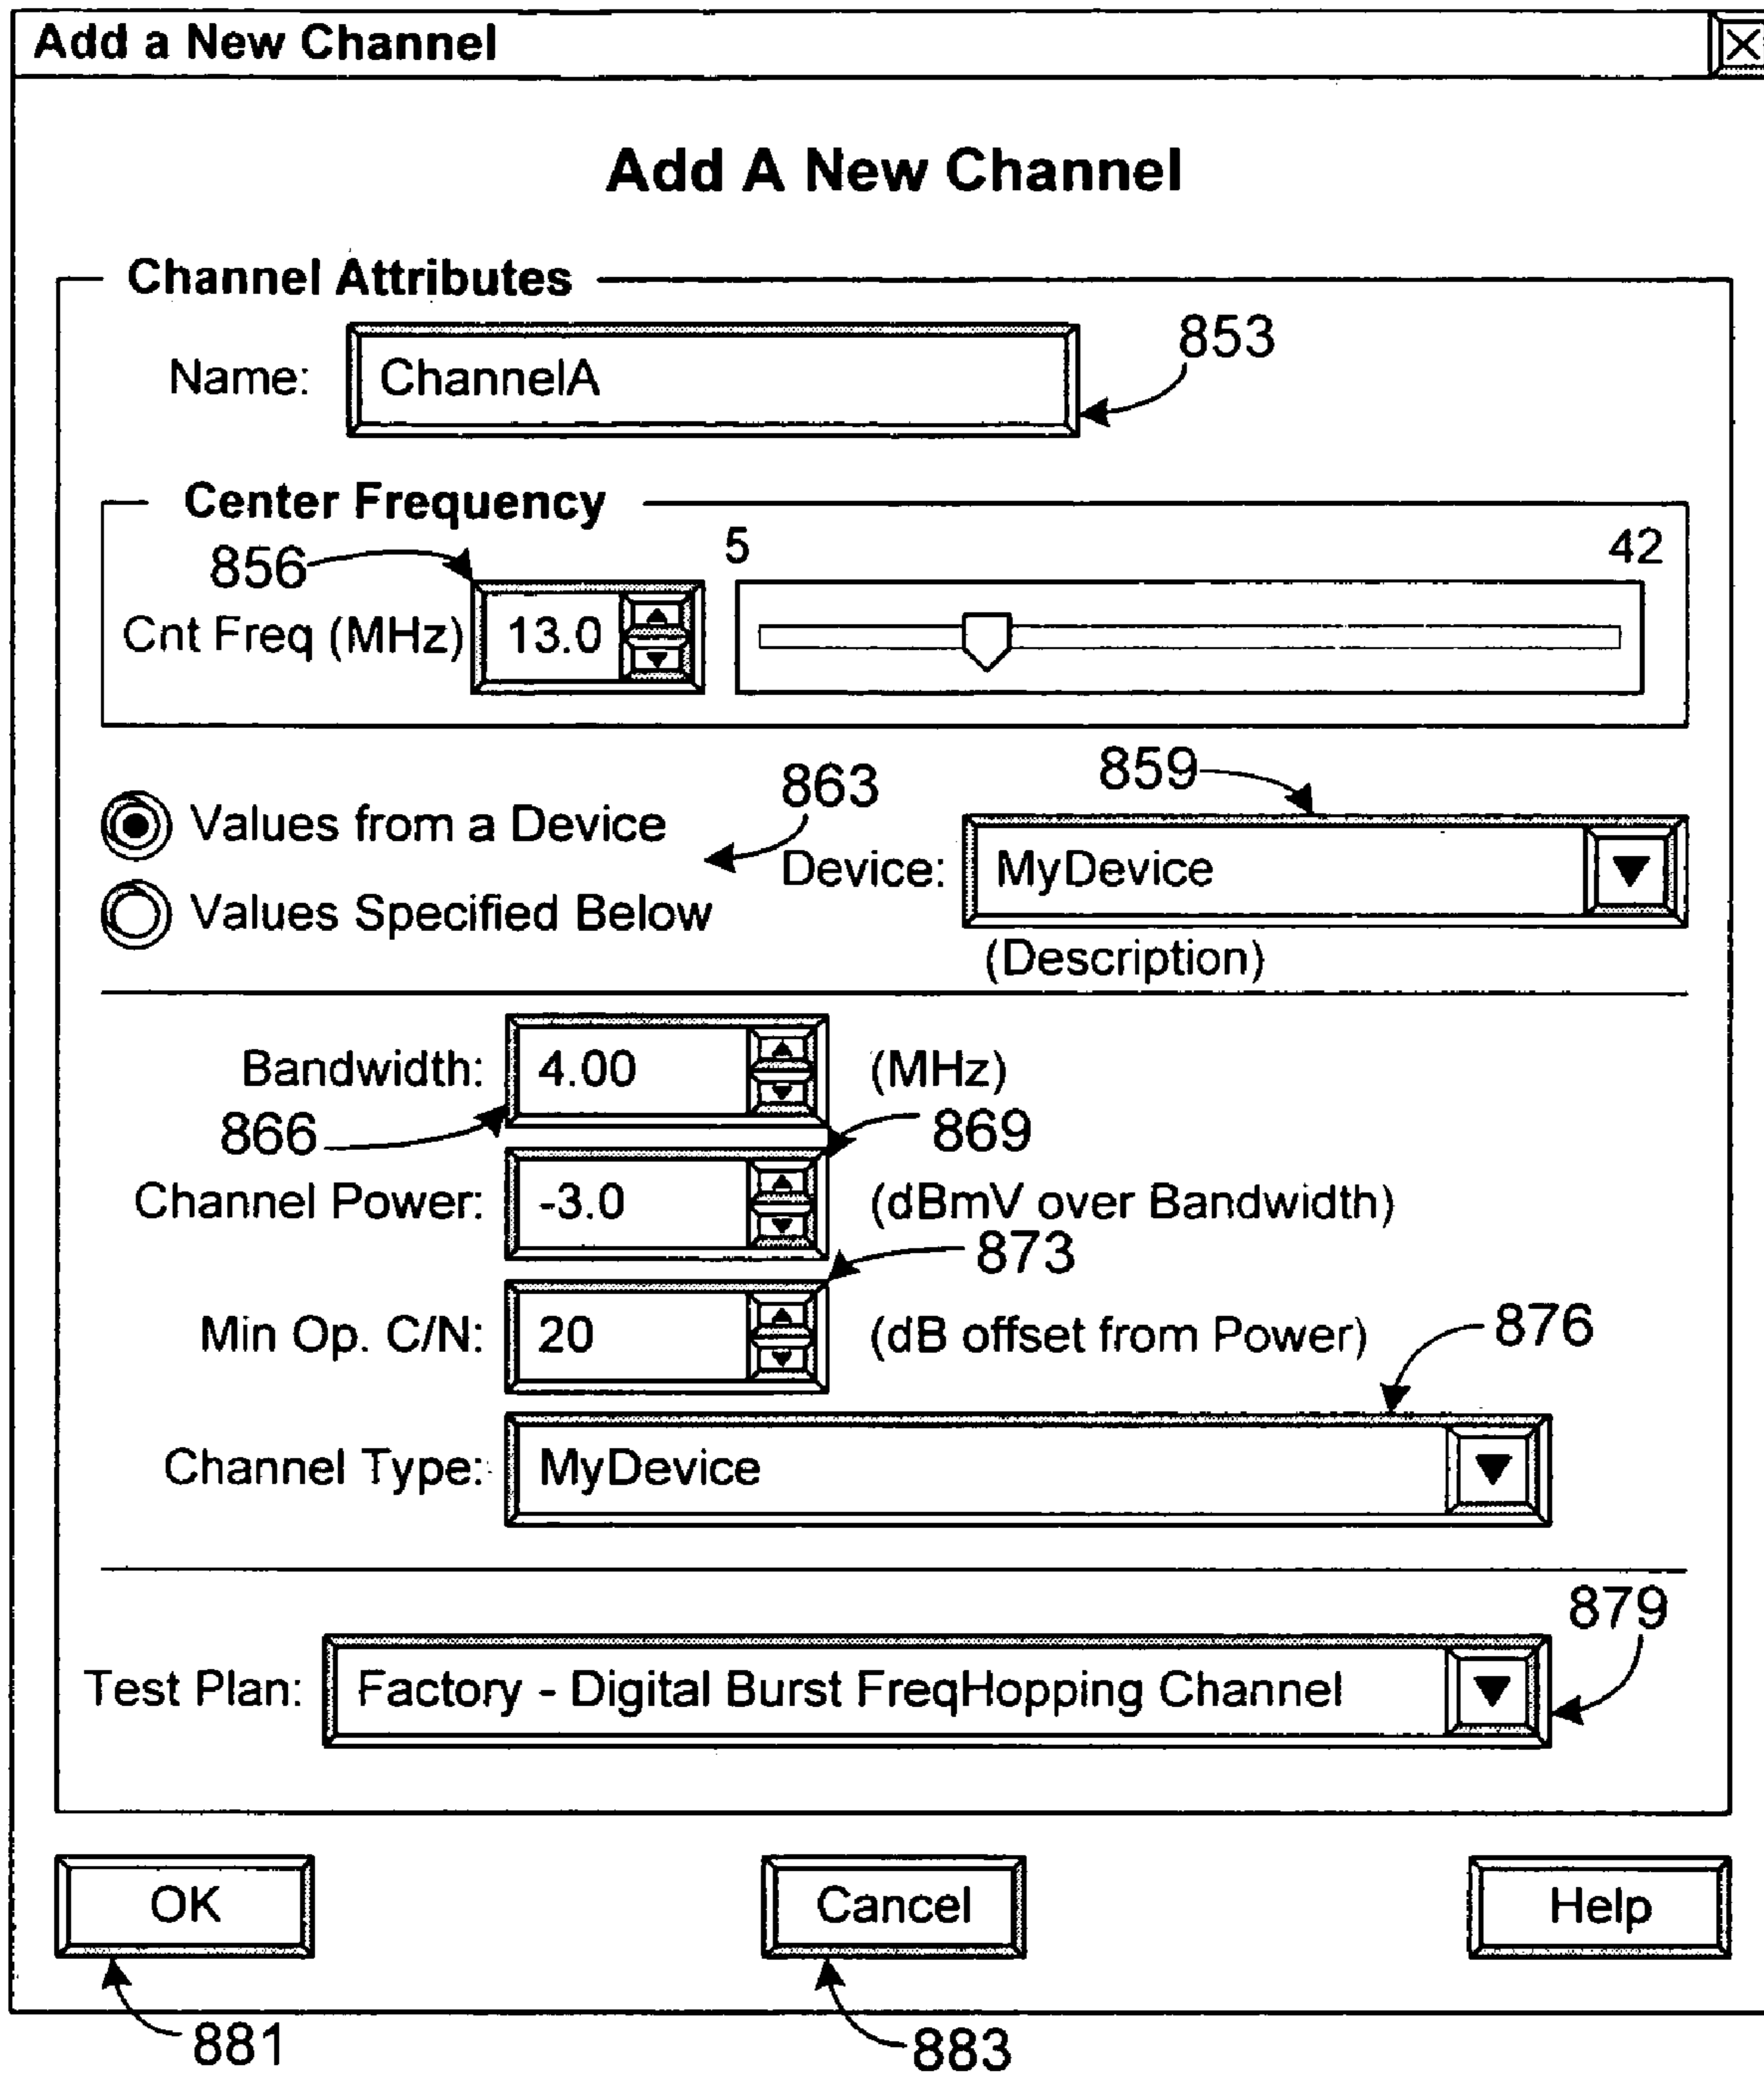 Add a New Channel
Add A New Channel
Channel Attributes
853
Name: ChannelA
Center Frequency
856
5 42
Cnt Freq (MHz) 13.0
863 859
Values from a Device
Device: MyDevice
Values Specified Below
(Description)
Bandwidth: 4.00 (MHz)
866 869
Channel Power: -3.0 (dBmV over Bandwidth)
873
Min Op. C/N: 20 (dB offset from Power) 876
Channel Type: MyDevice
879
Test Plan: Factory - Digital Burst FreqHopping Channel
OK Cancel Help
881 883